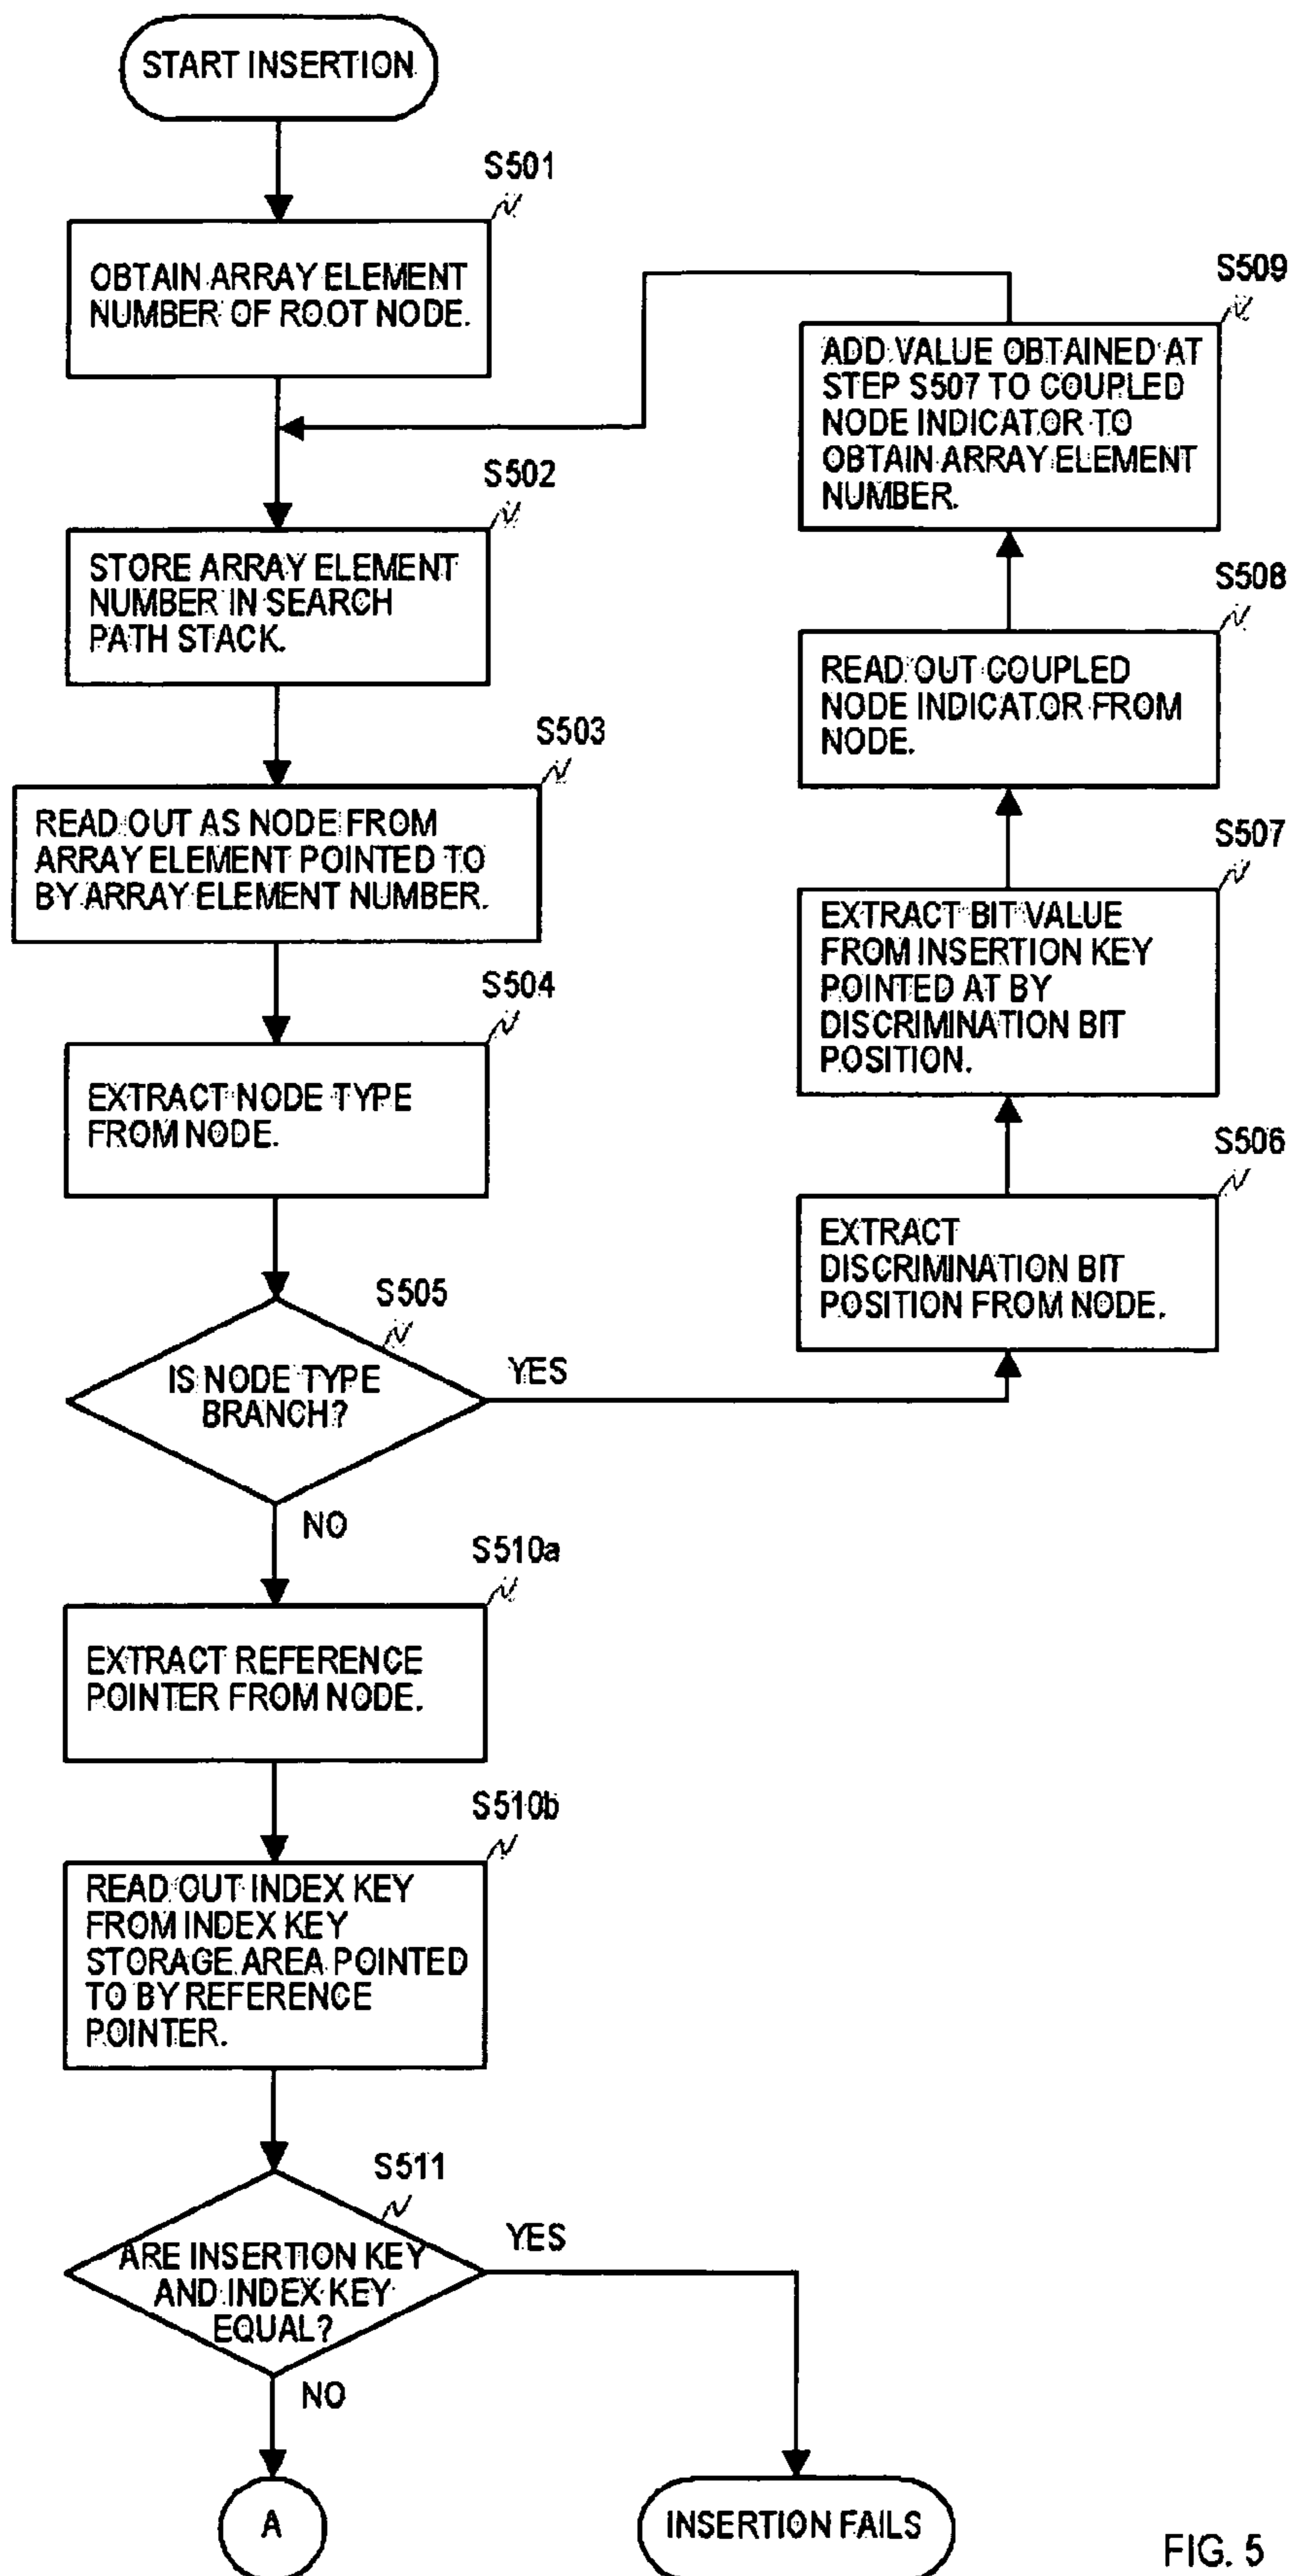 START INSERTION
S501
OBTAIN ARRAY ELEMENT
NUMBER OF ROOT NODE.
S502
STORE ARRAY ELEMENT
NUMBER IN SEARCH
PATH STACK.
S503
READ OUT AS NODE FROM
ARRAY ELEMENT POINTED TO
BY ARRAY ELEMENT NUMBER.
S504
EXTRACT NODE TYPE
FROM NODE.
S505
IS NODE TYPE
BRANCH?
YES
NO
S506
EXTRACT
DISCRIMINATION BIT
POSITION FROM NODE.
S507
EXTRACT BIT VALUE
FROM INSERTION KEY
POINTED AT BY
DISCRIMINATION BIT
POSITION.
S508
READ OUT COUPLED
NODE INDICATOR FROM
NODE.
S509
ADD VALUE OBTAINED AT
STEP S507 TO COUPLED
NODE INDICATOR TO
OBTAIN ARRAY ELEMENT
NUMBER.
S510a
EXTRACT REFERENCE
POINTER FROM NODE.
S510b
READ OUT INDEX KEY
FROM INDEX KEY
STORAGE AREA POINTED
TO BY REFERENCE
POINTER.
S511
ARE INSERTION KEY
AND INDEX KEY
EQUAL?
YES
NO
A
INSERTION FAILS
FIG. 5